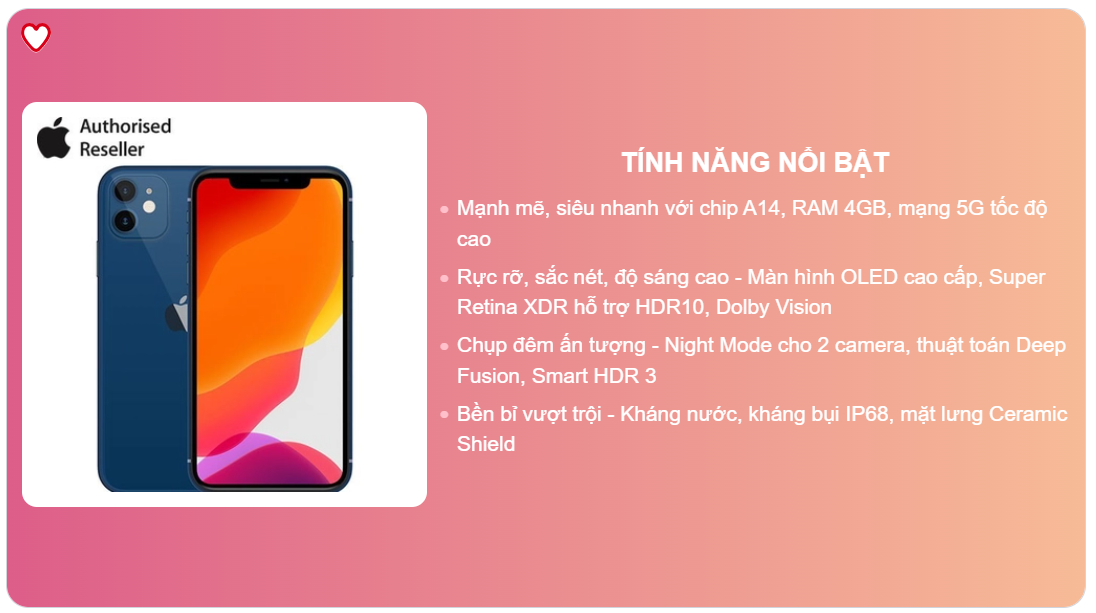 Authorised
Reseller
TÍNH NĂNG NỔI BẬT
Mạnh mẽ, siêu nhanh với chip A14, RAM 4GB, mạng 5G tốc độ
cao
Rực rỡ, sắc nét, độ sáng cao - Màn hình OLED cao cấp, Super
Retina XDR hỗ trợ HDR10, Dolby Vision
Chụp đêm ấn tượng - Night Mode cho 2 camera, thuật toán Deep
Fusion, Smart HDR 3
Bền bỉ vượt trội - Kháng nước, kháng bụi IP68, mặt lưng Ceramic
Shield